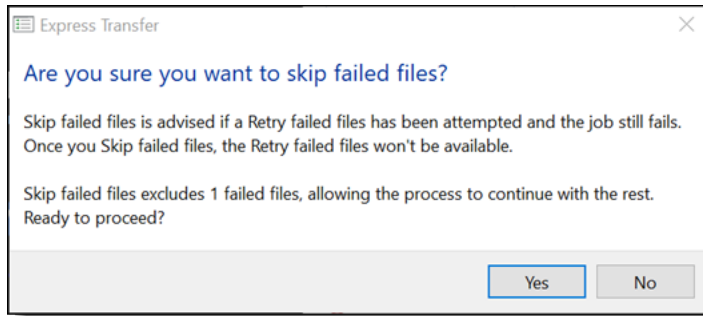 Express Transfer
Are you sure you want to skip failed files?
Skip failed files is advised if a Retry failed files has been attempted and the job still fails.
Once you Skip failed files, the Retry failed files won't be available.
Skip failed files excludes 1 failed files, allowing the process to continue with the rest.
Ready to proceed?
Yes No